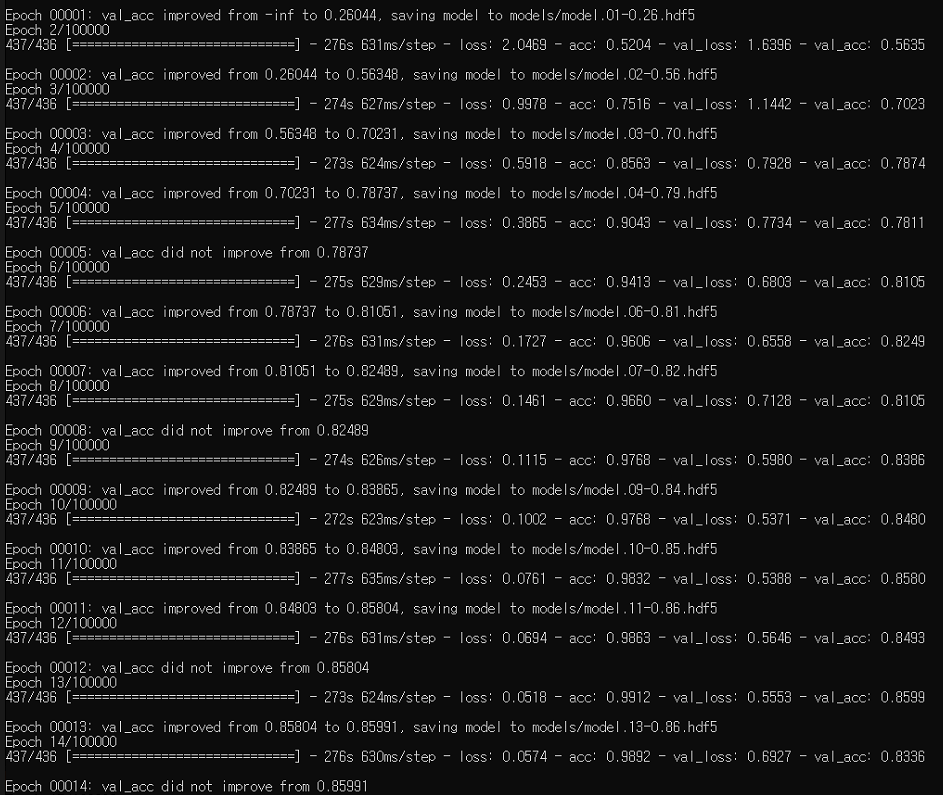 Epoch 00001: val_acc improved from -inf to 0.26044, saving model to models/model.01-0.26.hdf5
Epoch 2/100000
437/436 [==============================] - 276s 631ms/step - loss: 2.0469 - acc: 0.5204 - val_loss: 1.6396 - val_acc: 0.5635
Epoch 00002: val_acc improved from 0.26044 to 0.56348, saving model to models/model.02-0.56.hdf5
Epoch 3/100000
437/436 [==============================] - 274s 627ms/step - loss: 0.9978 - acc: 0.7516 - val_loss: 1.1442 - val_acc: 0.7023
Epoch 00003: val_acc improved from 0.56348 to 0.70231, saving model to models/model.03-0.70.hdf5
Epoch 4/100000
437/436 [==============================] - 273s 624ms/step - loss: 0.5918 - acc: 0.8563 - val_loss: 0.7928 - val_acc: 0.7874
Epoch 00004: val_acc improved from 0.70231 to 0.78737, saving model to models/model.04-0.79.hdf5
Epoch 5/100000
437/436 [==============================] - 277s 634ms/step - loss: 0.3865 - acc: 0.9043 - val_loss: 0.7734 - val_acc: 0.7811
Epoch 00005: val_acc did not improve from 0.78737
Epoch 6/100000
437/436 [==============================] - 275s 629ms/step - loss: 0.2453 - acc: 0.9413 - val_loss: 0.6803 - val_acc: 0.8105
Epoch 00006: val_acc improved from 0.78737 to 0.81051, saving model to models/model.06-0.81.hdf5
Epoch 7/100000
437/436 [==============================] - 276s 631ms/step - loss: 0.1727 - acc: 0.9606 - val_loss: 0.6558 - val_acc: 0.8249
Epoch 00007: val_acc improved from 0.81051 to 0.82489, saving model to models/model.07-0.82.hdf5
Epoch 8/100000
437/436 [==============================] - 275s 629ms/step - loss: 0.1461 - acc: 0.9660 - val_loss: 0.7128 - val_acc: 0.8105
Epoch 00008: val_acc did not improve from 0.82489
Epoch 9/100000
437/436 [==============================] - 274s 626ms/step - loss: 0.1115 - acc: 0.9768 - val_loss: 0.5980 - val_acc: 0.8386
Epoch 00009: val_acc improved from 0.82489 to 0.83865, saving model to models/model.09-0.84.hdf5
Epoch 10/100000
437/436 [==============================] - 272s 623ms/step - loss: 0.1002 - acc: 0.9768 - val_loss: 0.5371 - val_acc: 0.8480
Epoch 00010: val_acc improved from 0.83865 to 0.84803, saving model to models/model.10-0.85.hdf5
Epoch 11/100000
437/436 [==============================] - 277s 635ms/step - loss: 0.0761 - acc: 0.9832 - val_loss: 0.5388 - val_acc: 0.8580
Epoch 00011: val_acc improved from 0.84803 to 0.85804, saving model to models/model.11-0.86.hdf5
Epoch 12/100000
437/436 [==============================] - 276s 631ms/step - loss: 0.0694 - acc: 0.9863 - val_loss: 0.5646 - val_acc: 0.8493
Epoch 00012: val_acc did not improve from 0.85804
Epoch 13/100000
437/436 [==============================] - 273s 624ms/step - loss: 0.0518 - acc: 0.9912 - val_loss: 0.5553 - val_acc: 0.8599
Epoch 00013: val_acc improved from 0.85804 to 0.85991, saving model to models/model.13-0.86.hdf5
Epoch 14/100000
437/436 [==============================] - 276s 630ms/step - loss: 0.0574 - acc: 0.9892 - val_loss: 0.6927 - val_acc: 0.8336
Epoch 00014: val_acc did not improve from 0.85991